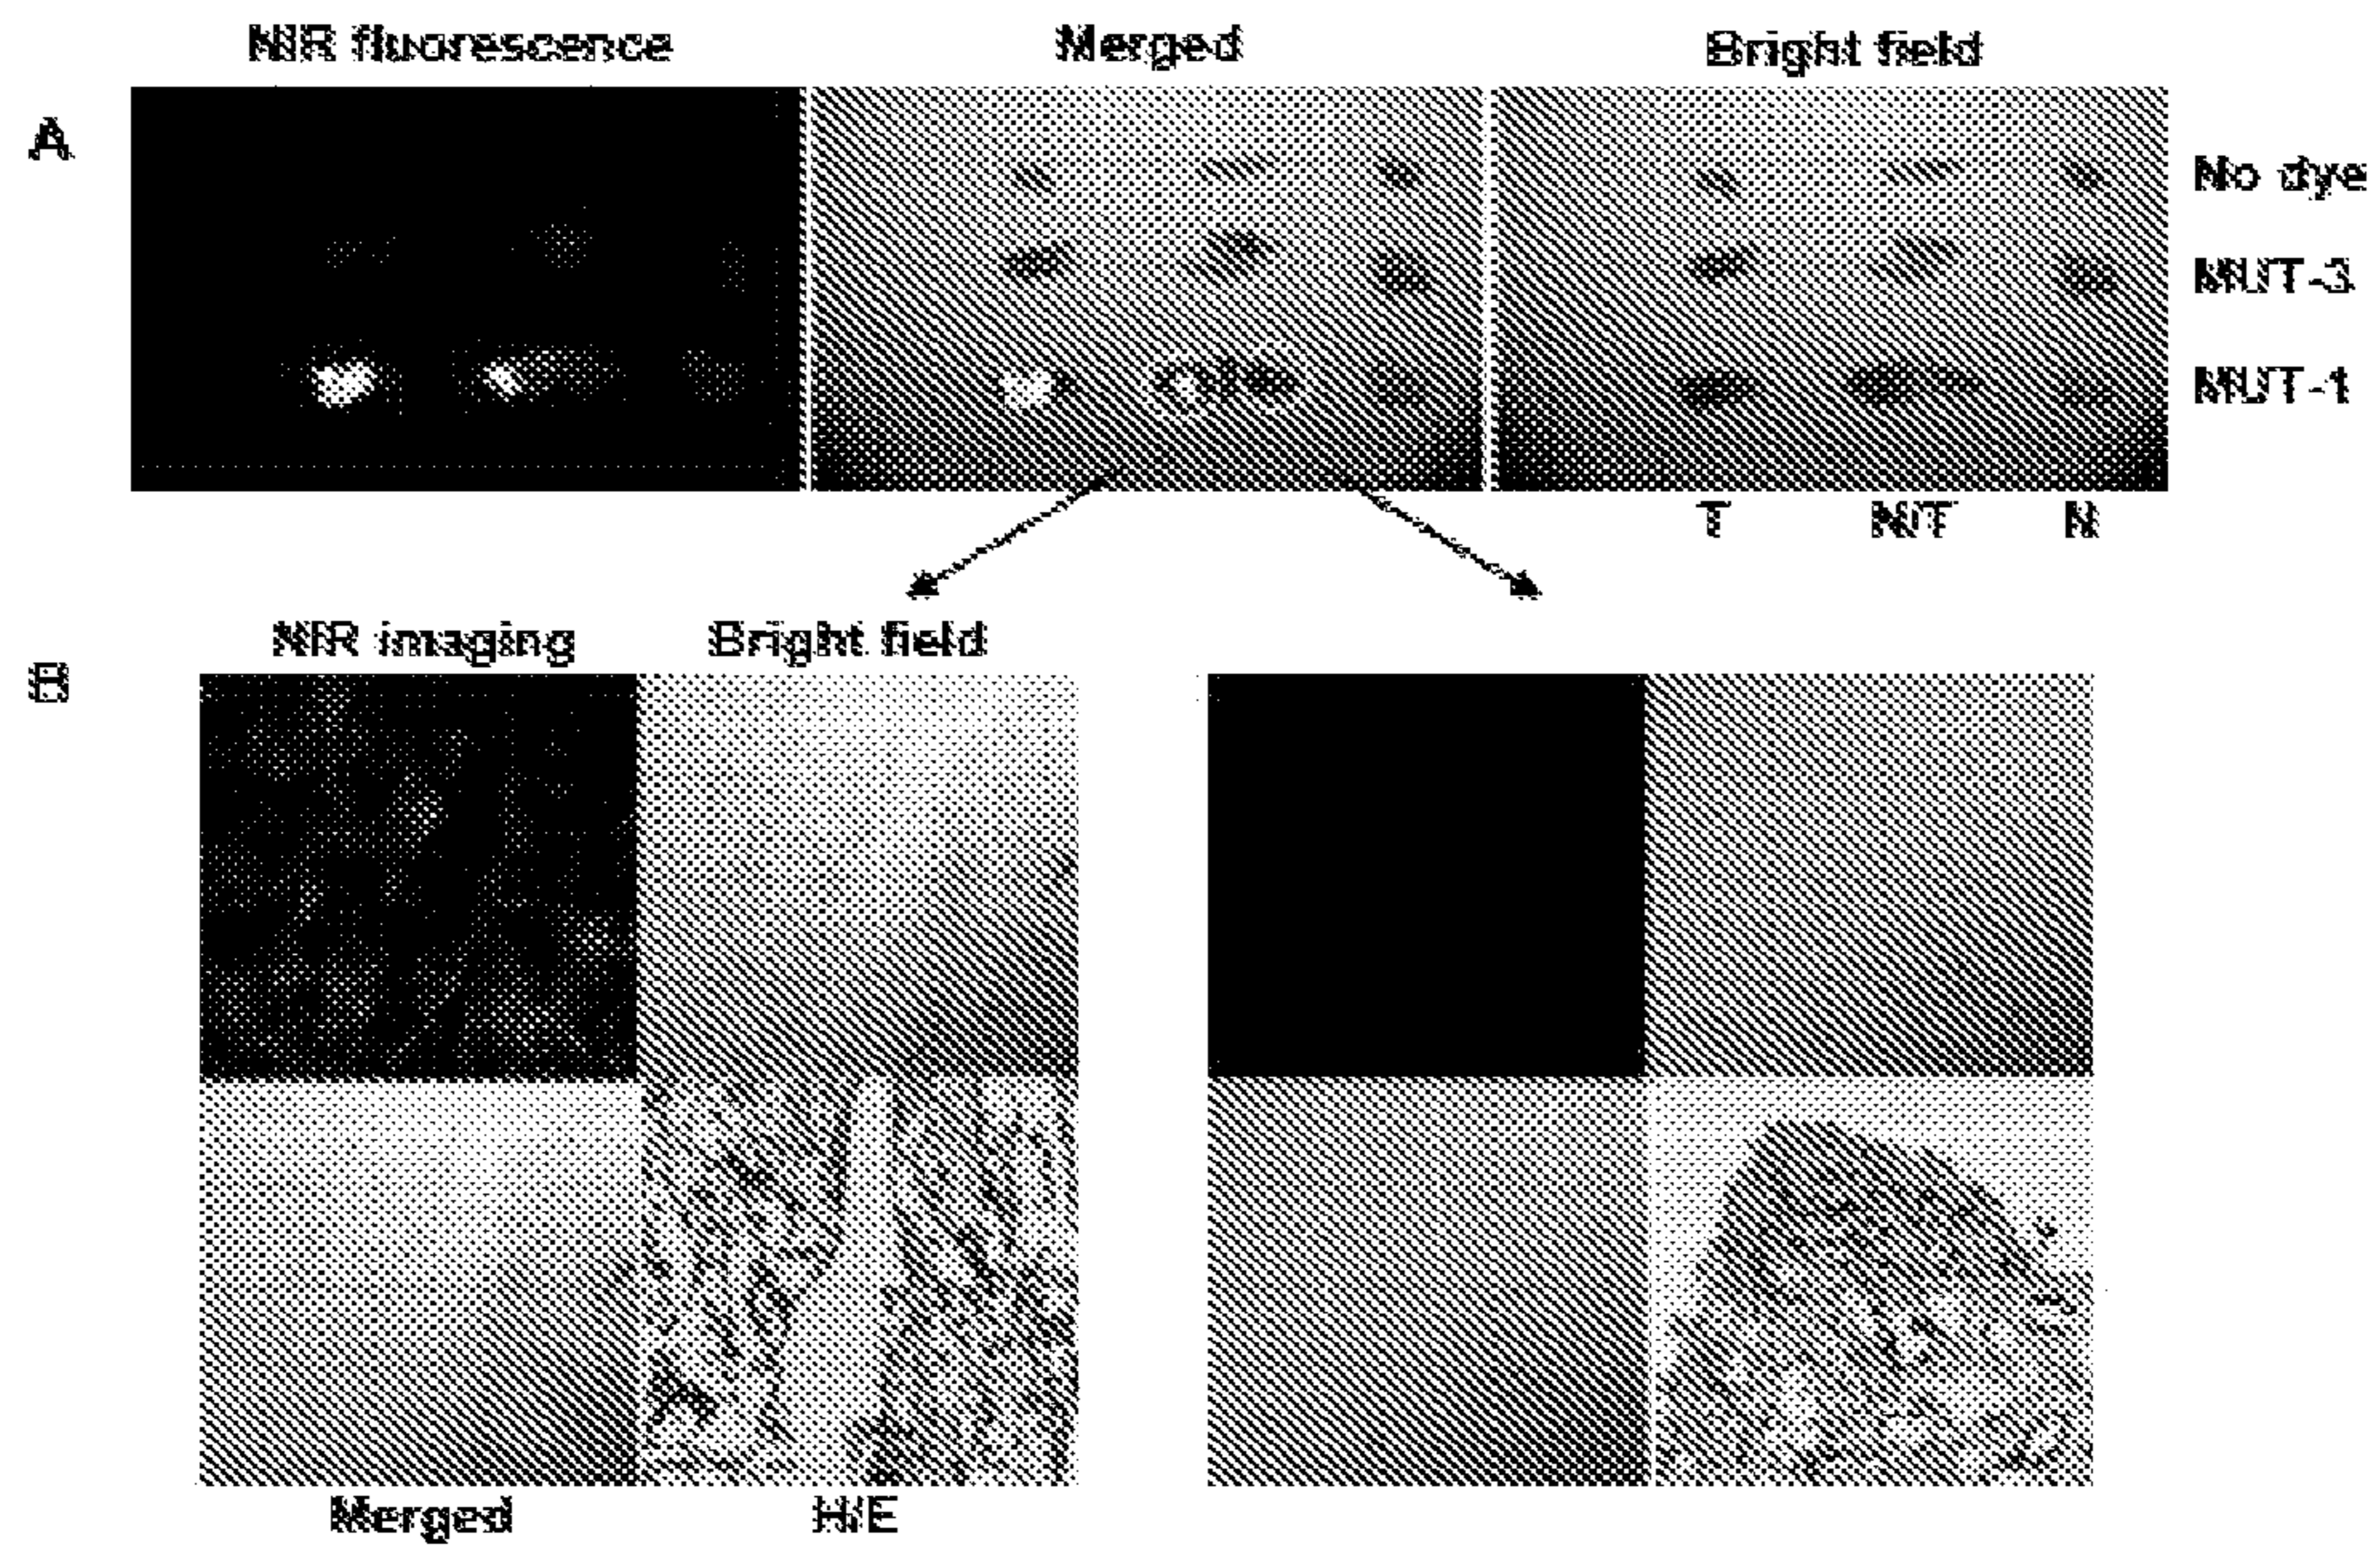 NIR fluorescence Merged Bright field
A
No dye
MUT-3
MUT-1
T N/T N
NIR imaging Bright field
Merged H/E